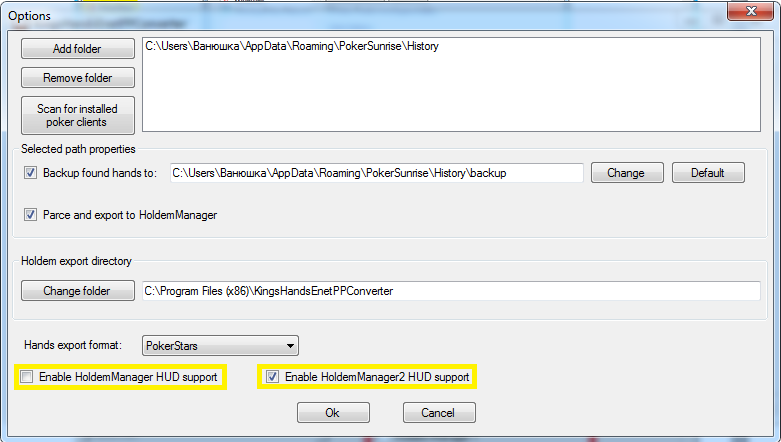 Options
Add folder
C:\Users\Ванюшка\AppData\Roaming\PokerSunrise\History
Remove folder
Scan for installed
poker clients
Selected path properties
Backup found hands to: C:\Users\Ванюшка\AppData\Roaming\PokerSunrise\History\backup Change Default
Parce and export to HoldemManager
Holdem export directory
Change folder C:\Program Files (x86)\KingsHandsEnetPPConverter
Hands export format: PokerStars
Enable HoldemManager HUD support Enable HoldemManager2 HUD support
Ok Cancel